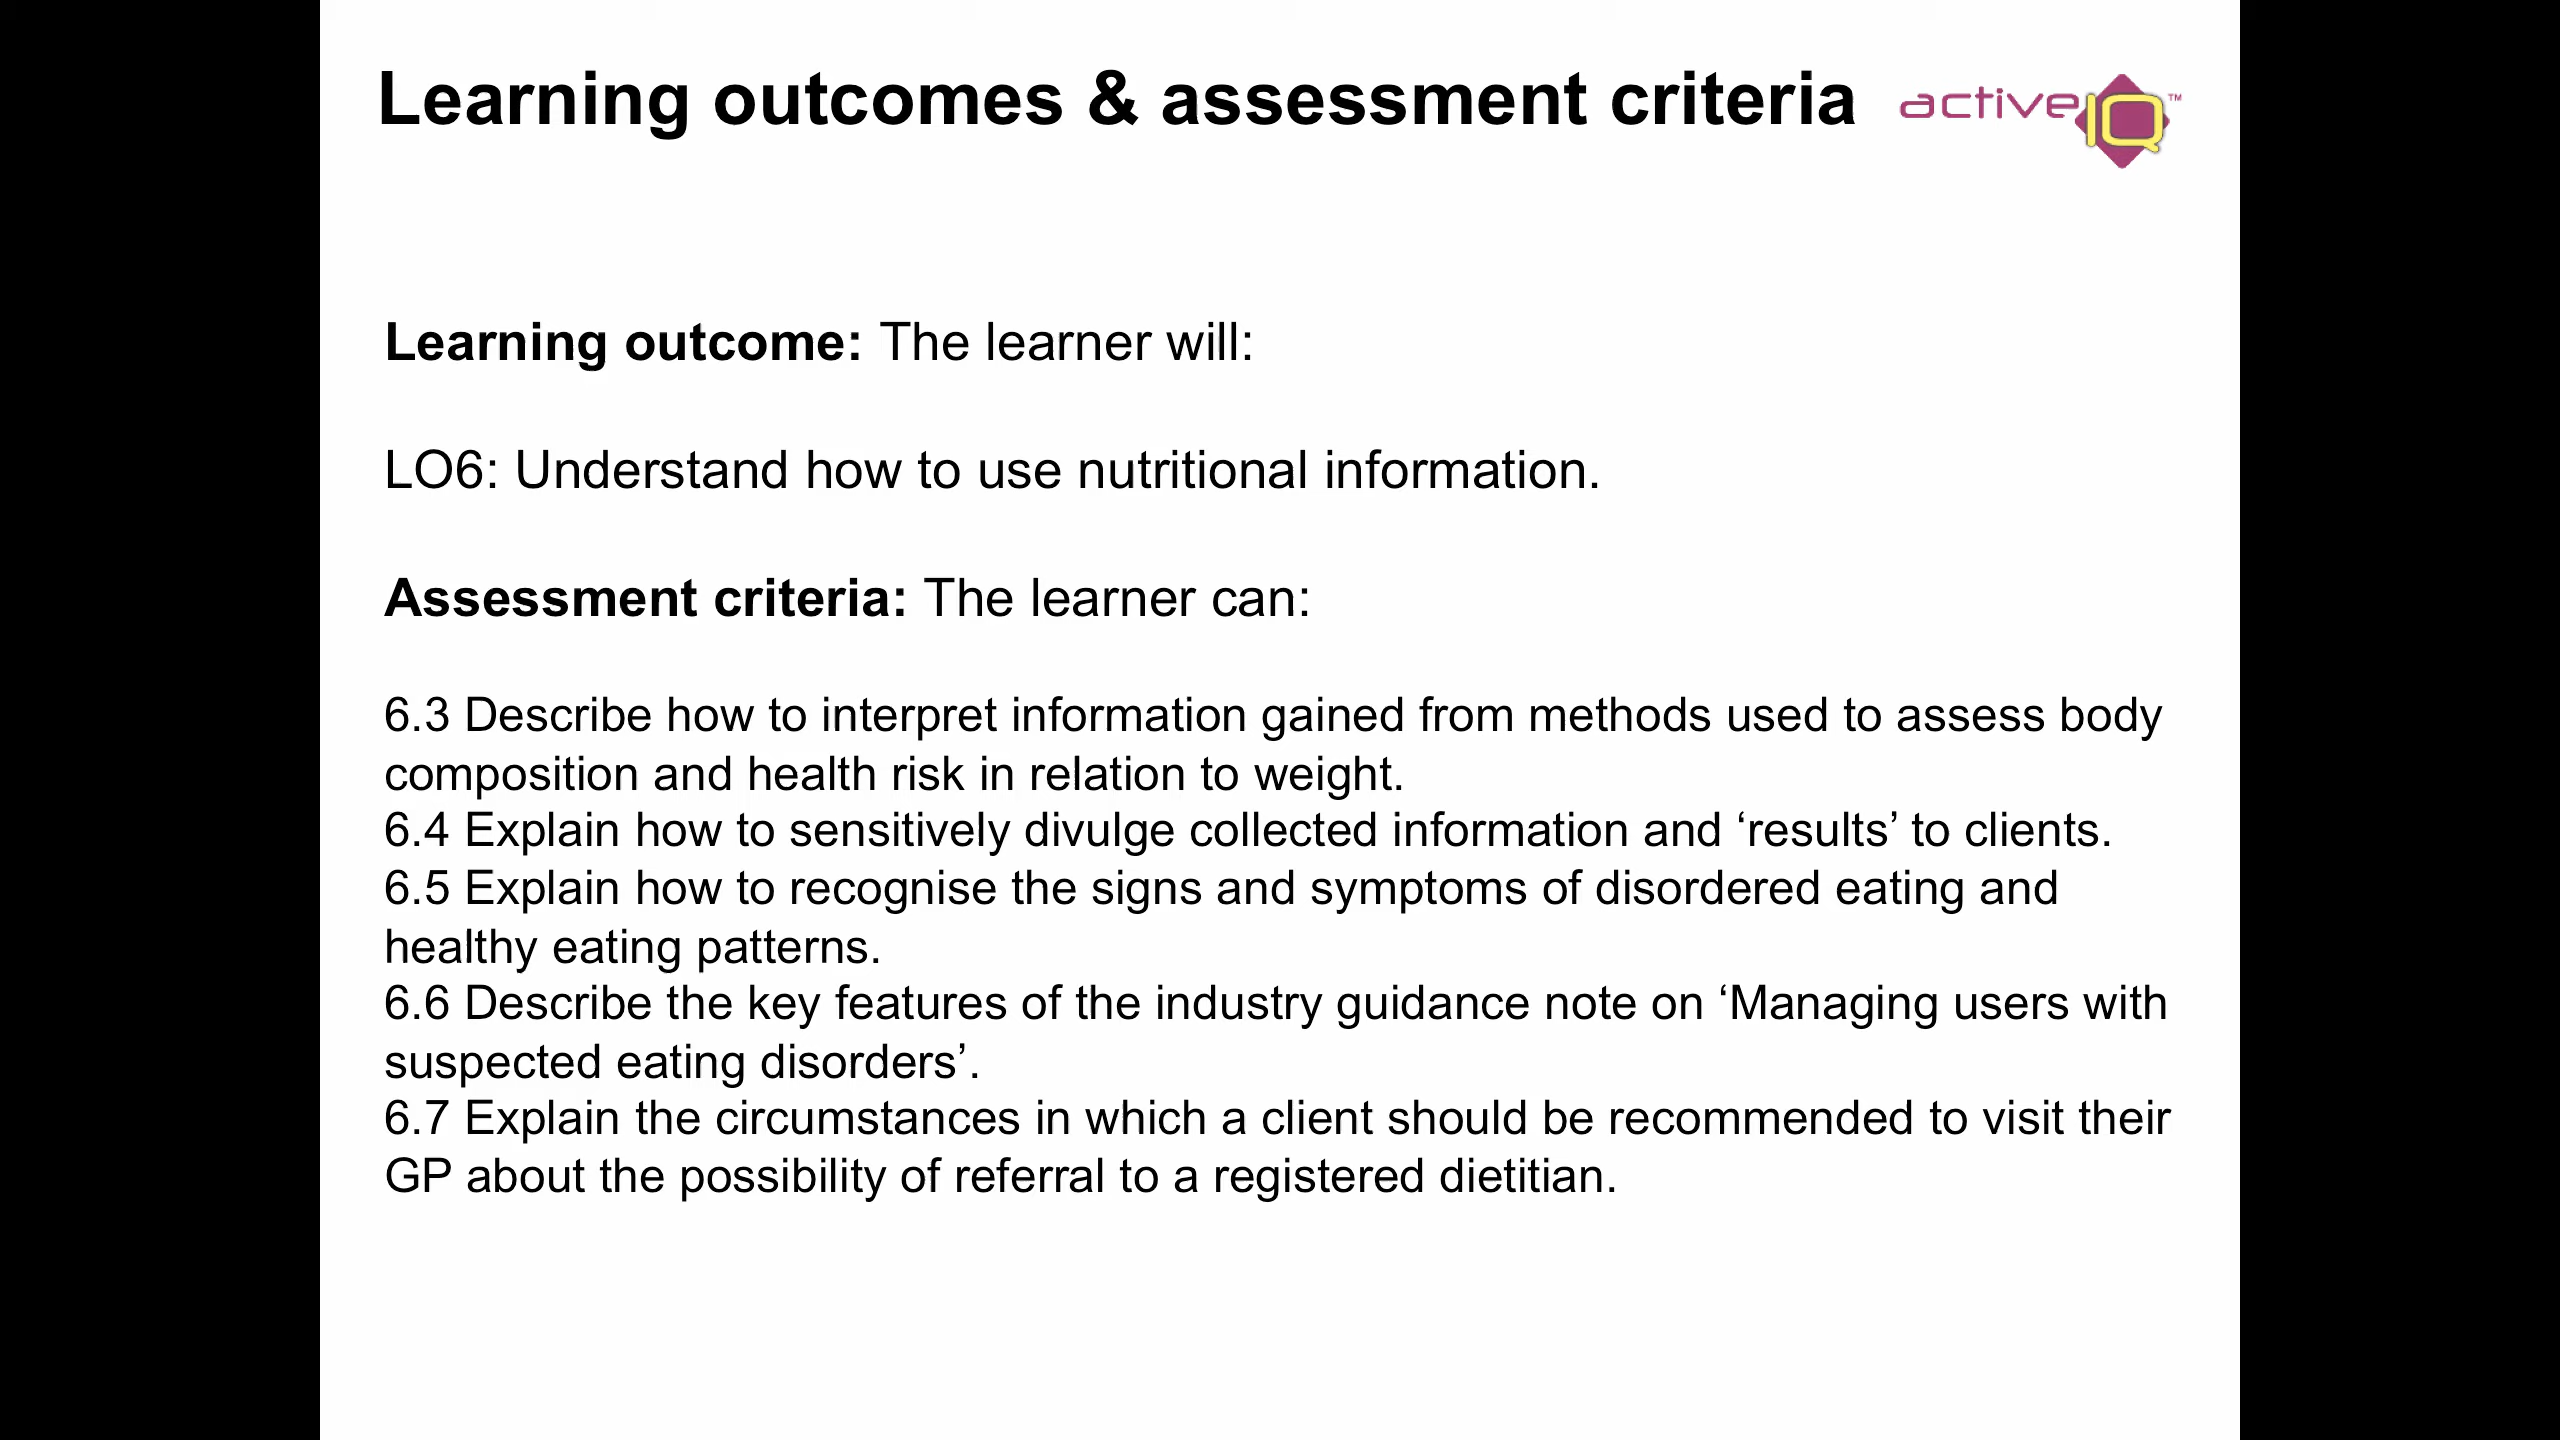 Learning outcomes & assessment criteria
activeIQ™
Learning outcome: The learner will:
LO6: Understand how to use nutritional information.
Assessment criteria: The learner can:
6.3 Describe how to interpret information gained from methods used to assess body
composition and health risk in relation to weight.
6.4 Explain how to sensitively divulge collected information and ‘results’ to clients.
6.5 Explain how to recognise the signs and symptoms of disordered eating and
healthy eating patterns.
6.6 Describe the key features of the industry guidance note on ‘Managing users with
suspected eating disorders’.
6.7 Explain the circumstances in which a client should be recommended to visit their
GP about the possibility of referral to a registered dietitian.